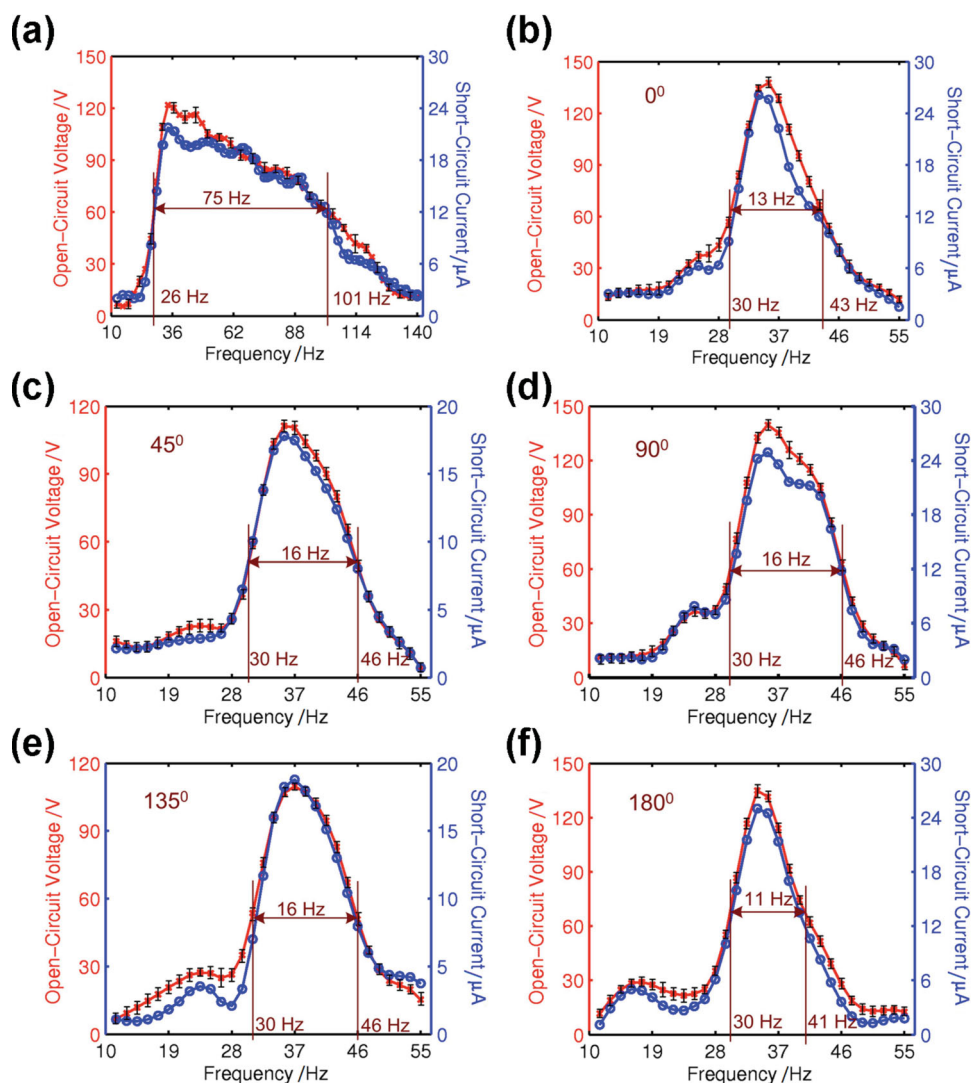 (a)
150
120
90
60
30
0
Open-Circuit Voltage /V
30
24
18
12
6
0
Short-Circuit Current/μA
75 Hz
26 Hz
101 Hz
10 36 62 88 114 140
Frequency /Hz
(b)
150
120
90
60
30
0
Open-Circuit Voltage /V
30
24
18
12
6
0
Short-Circuit Current/μA
0⁰
13 Hz
30 Hz
43 Hz
10 19 28 37 46 55
Frequency /Hz
(c)
120
90
60
30
0
Open-Circuit Voltage /V
20
15
10
5
0
Short-Circuit Current/μA
45⁰
16 Hz
30 Hz
46 Hz
10 19 28 37 46 55
Frequency /Hz
(d)
150
120
90
60
30
0
Open-Circuit Voltage /V
30
24
18
12
6
0
Short-Circuit Current/μA
90⁰
16 Hz
30 Hz
46 Hz
10 19 28 37 46 55
Frequency /Hz
(e)
120
90
60
30
0
Open-Circuit Voltage /V
20
15
10
5
0
Short-Circuit Current/μA
135⁰
16 Hz
30 Hz
46 Hz
10 19 28 37 46 55
Frequency /Hz
(f)
150
120
90
60
30
0
Open-Circuit Voltage /V
30
24
18
12
6
0
Short-Circuit Current/μA
180⁰
11 Hz
30 Hz
41 Hz
10 19 28 37 46 55
Frequency /Hz